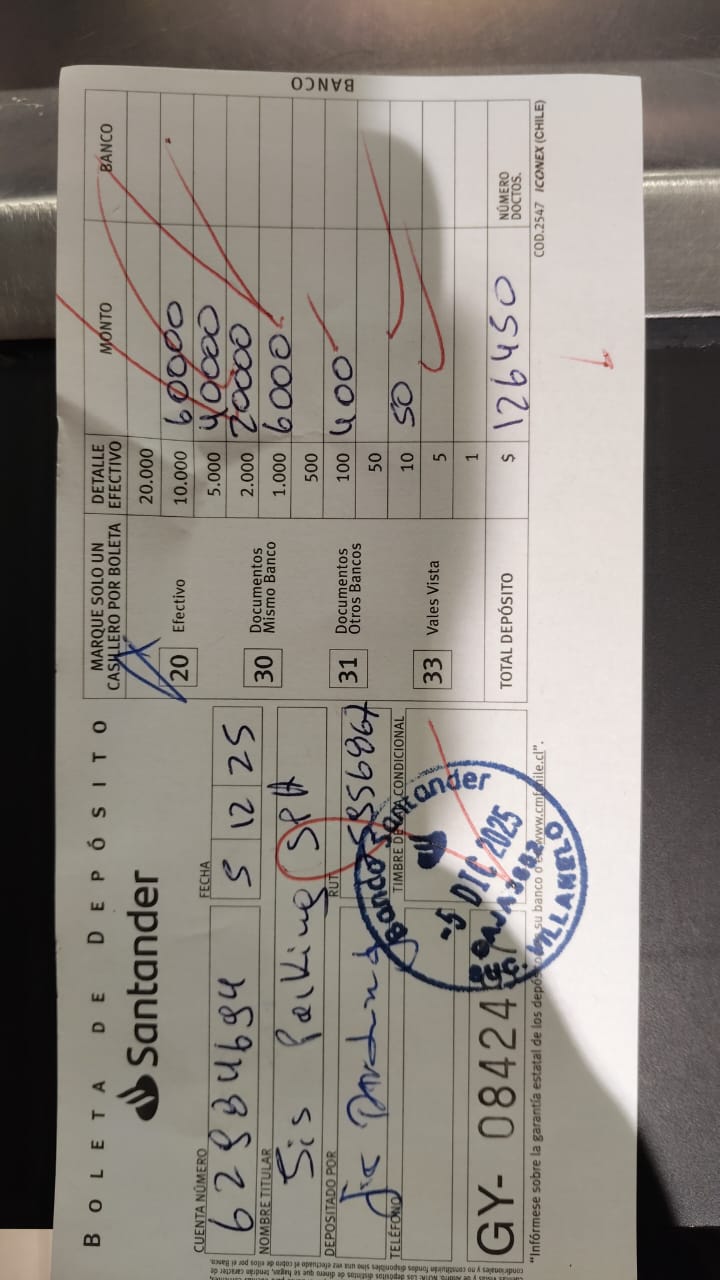 BOLETA DE DEPÓSITO
Santander
CUENTA NÚMERO
FECHA
5 12 25
NOMBRE TITULAR
Sis Parking SPA
DEPOSITADO POR
RUT
TELÉFONO
TIMBRE DE CAJA CONDICIONAL
GY- 08424
Banco Santander
-5 DIC 2025
"Infórmese sobre la garantía estatal de los depósitos su banco o www.cmfchile.cl".
MARQUE SOLO UN
CASILLERO POR BOLETA
20 Efectivo
30 Documentos
Mismo Banco
31 Documentos
Otros Bancos
33 Vales Vista
TOTAL DEPÓSITO
DETALLE
EFECTIVO
MONTO
BANCO
20.000
10.000 60000
5.000 40000
2.000 20000
1.000 6000
500
100 400
50
10 50
5
1
$ 126450
NÚMERO
DOCTOS.
COD.2547 ICONEX (CHILE)
BANCO